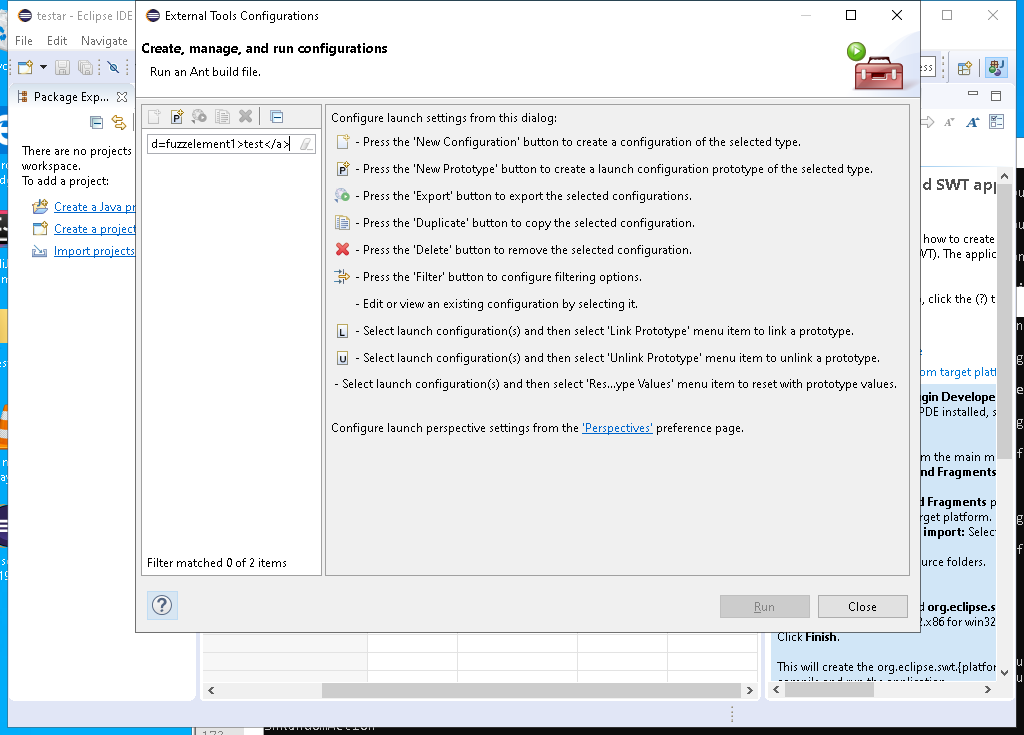 testar - Eclipse IDE
External Tools Configurations
File Edit Navigate
Create, manage, and run configurations
Run an Ant build file.
Package Exp...
d=fuzzelement1>test</a>
Configure launch settings from this dialog:
- Press the 'New Configuration' button to create a configuration of the selected type.
- Press the 'New Prototype' button to create a launch configuration prototype of the selected type.
- Press the 'Export' button to export the selected configurations.
- Press the 'Duplicate' button to copy the selected configuration.
- Press the 'Delete' button to remove the selected configuration.
- Press the 'Filter' button to configure filtering options.
- Edit or view an existing configuration by selecting it.
- Select launch configuration(s) and then select 'Link Prototype' menu item to link a prototype.
- Select launch configuration(s) and then select 'Unlink Prototype' menu item to unlink a prototype.
- Select launch configuration(s) and then select 'Res...ype Values' menu item to reset with prototype values.
Configure launch perspective settings from the 'Perspectives' preference page.
Filter matched 0 of 2 items
Run
Close
There are no projects
workspace.
To add a project:
Create a Java pr
Create a project
Import projects
d SWT app
how to create
WT). The applic
, click the (?) t
om target platf
gin Develope
PDE installed, s
m the main m
nd Fragments
d Fragments p
rget platform.
import: Selec
urce folders.
d org.eclipse.s
2.x86 for win32
Click Finish.
This will create the org.eclipse.swt.{platfor
compile and run the application
173